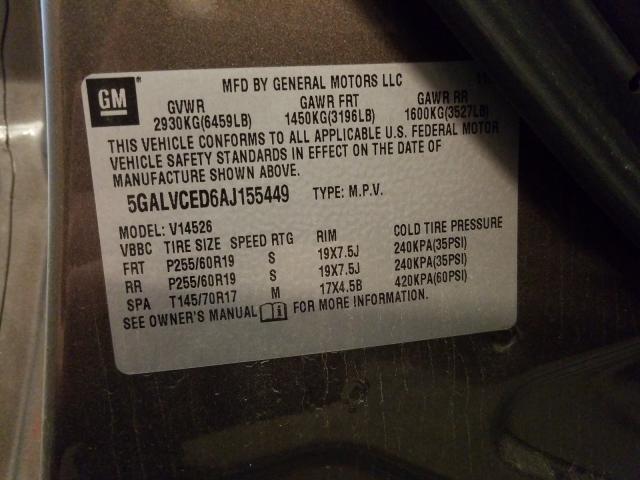 GM ® MFD BY GENERAL MOTORS LLC
GVWR GAWR FRT GAWR RR
2930KG(6459LB) 1450KG(3196LB) 1600KG(3527LB)
THIS VEHICLE CONFORMS TO ALL APPLICABLE U.S. FEDERAL MOTOR
VEHICLE SAFETY STANDARDS IN EFFECT ON THE DATE OF
MANUFACTURE SHOWN ABOVE.
5GALVCED6AJ155449 TYPE: M.P.V.
MODEL: V14526
VBBC TIRE SIZE SPEED RTG RIM COLD TIRE PRESSURE
FRT P255/60R19 S 19X7.5J 240KPA(35PSI)
RR P255/60R19 S 19X7.5J 240KPA(35PSI)
SPA T145/70R17 M 17X4.5B 420KPA(60PSI)
SEE OWNER'S MANUAL FOR MORE INFORMATION.